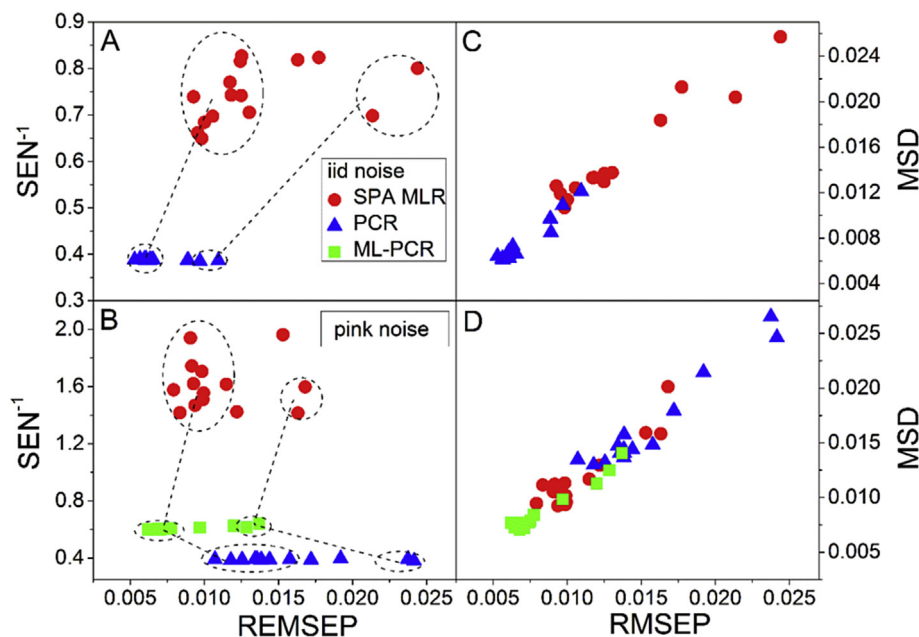 A
C
0.9
0.8
0.7
0.6
0.5
0.4
0.3
SEN⁻¹
iid noise
SPA MLR
PCR
ML-PCR
0.024
0.020
0.016
0.012
0.008
0.004
MSD
B
D
pink noise
2.0
1.6
1.2
0.8
0.4
SEN⁻¹
0.025
0.020
0.015
0.010
0.005
MSD
0.005 0.010 0.015 0.020 0.025
0.005 0.010 0.015 0.020 0.025
REMSEP
RMSEP